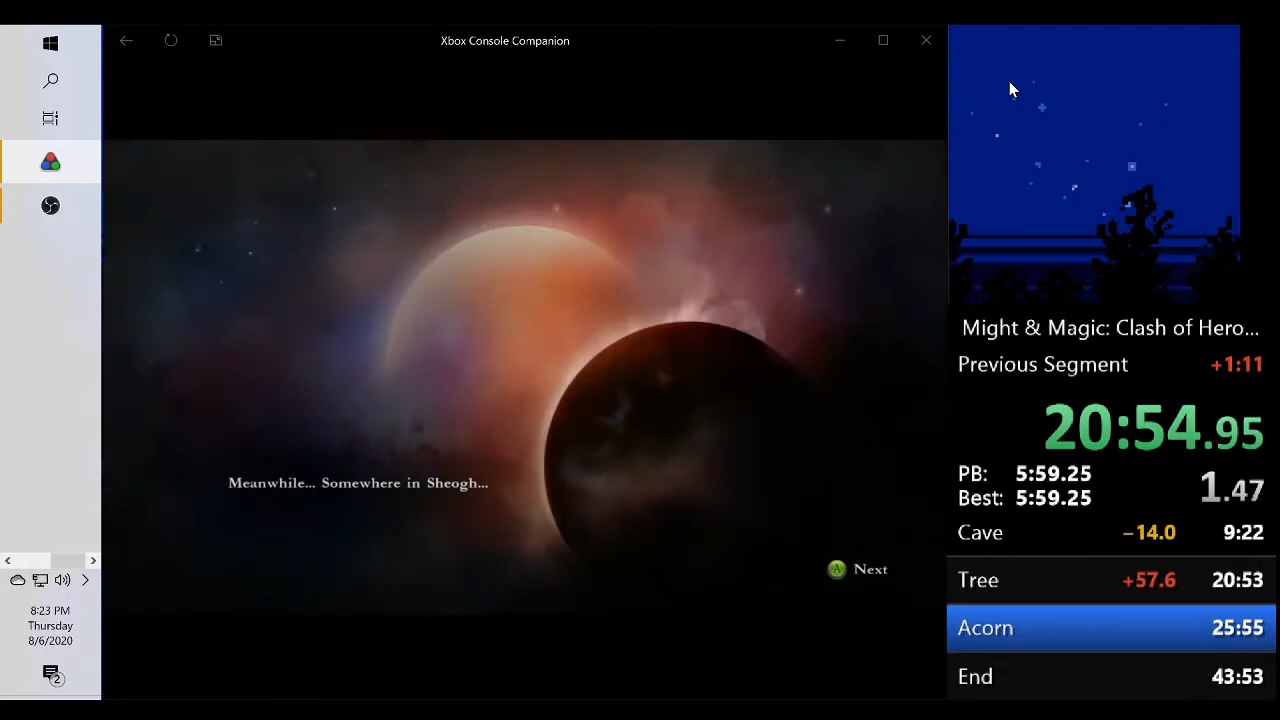 Xbox Console Companion
Meanwhile... Somewhere in Sheogh...
A Next
8:23 PM
Thursday
8/6/2020
2
Might & Magic: Clash of Hero...
Previous Segment +1:11
20:54.95
PB: 5:59.25
Best: 5:59.25
1.47
Cave −14.0 9:22
Tree +57.6 20:53
Acorn 25:55
End 43:53